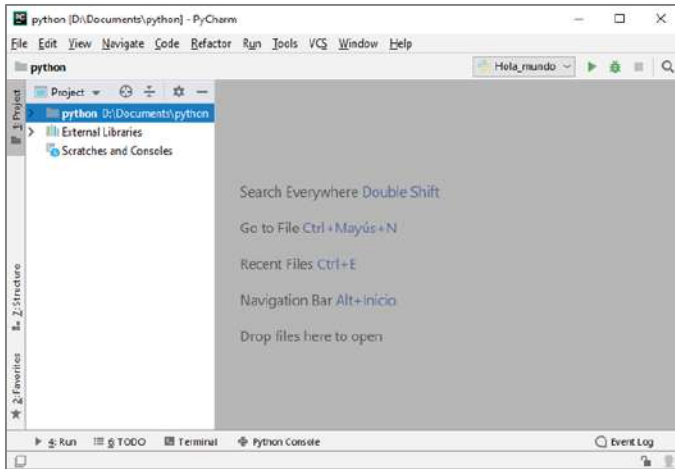 python [D:\Documents\python] - PyCharm
File Edit View Navigate Code Refactor Run Tools VCS Window Help
python
Hola_mundo
1: Project
Project
python D:\Documents\python
External Libraries
Scratches and Consoles
Search Everywhere Double Shift
Go to File Ctrl+Mayús+N
Recent Files Ctrl+E
Navigation Bar Alt+Inicio
Drop files here to open
Z: Structure
2: Favorites
4: Run 6 TODO Terminal Python Console Event Log